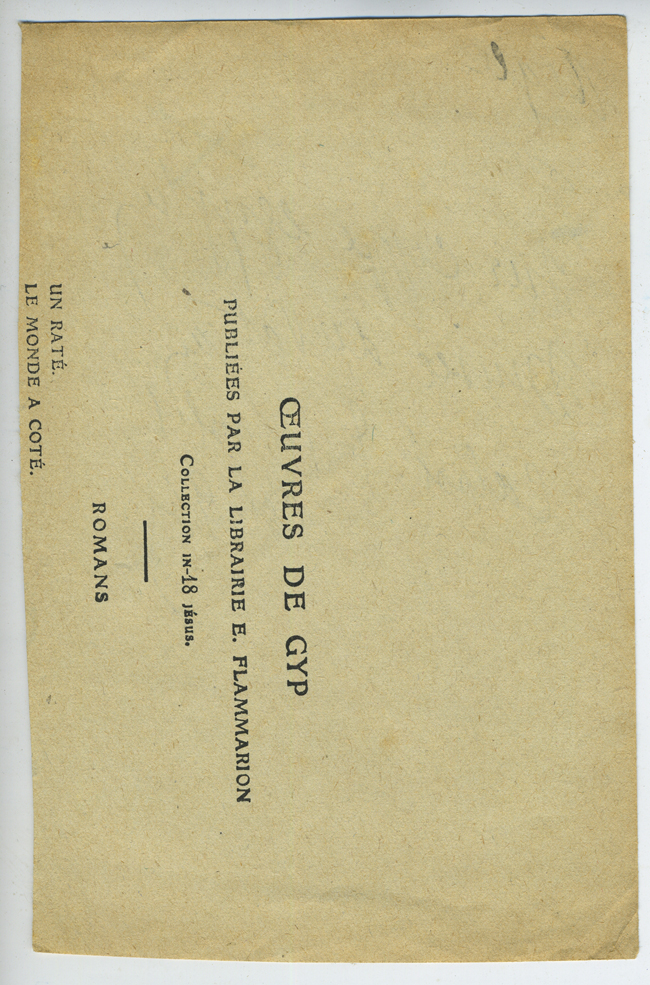 ŒUVRES DE GYP
PUBLIÉES PAR LA LIBRAIRIE E. FLAMMARION
COLLECTION IN-18 JÉSUS.
ROMANS
UN RATÉ.
LE MONDE A COTÉ.